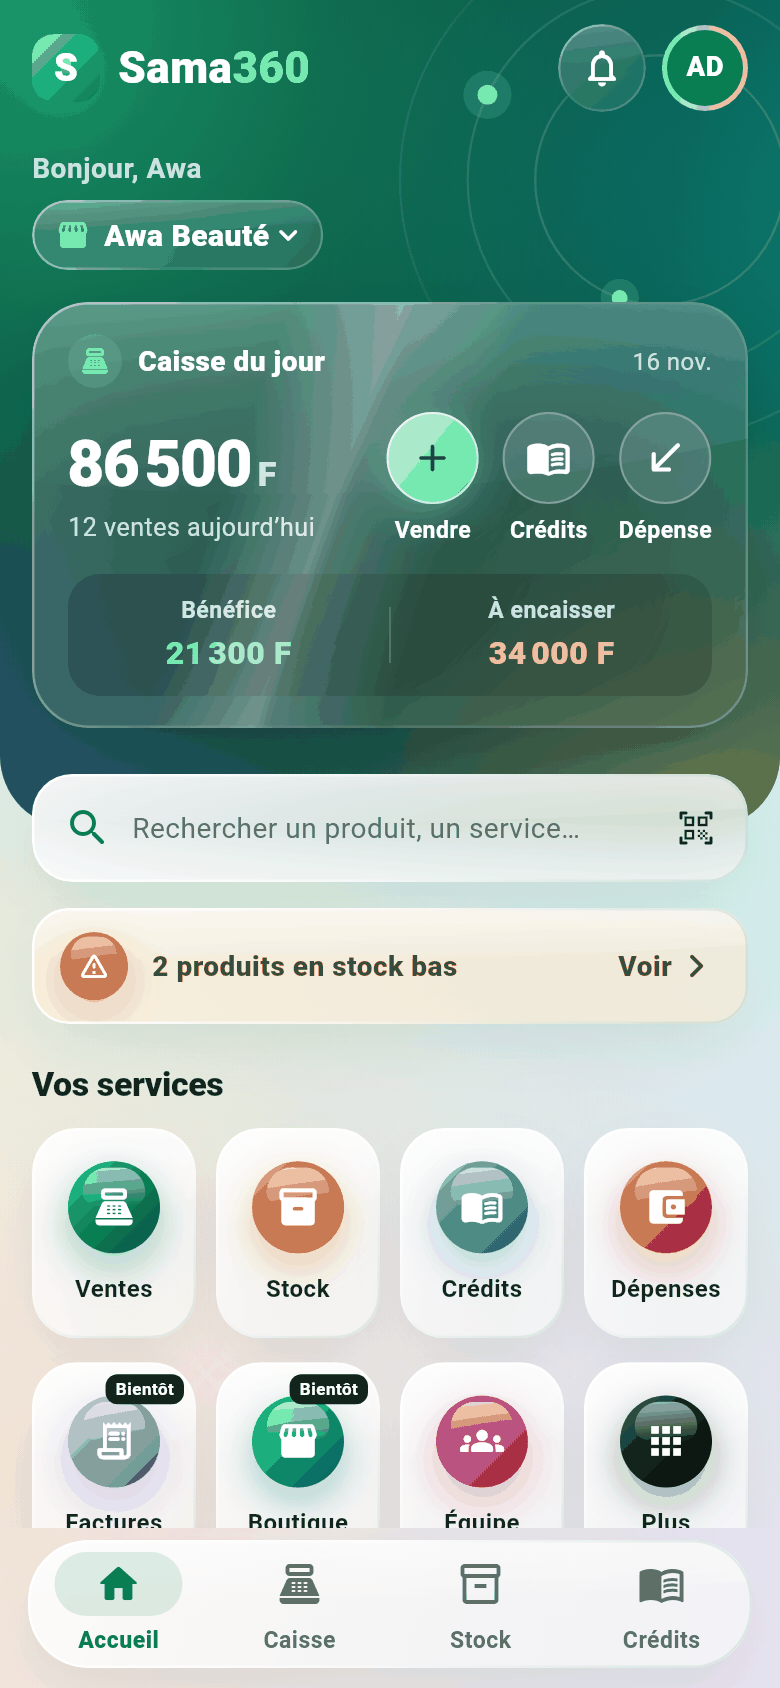 S Sama360 AD
Bonjour, Awa
Awa Beauté
Caisse du jour 16 nov.
86 500 F
12 ventes aujourd’hui
Vendre Crédits Dépense
Bénéfice À encaisser
21 300 F 34 000 F
Rechercher un produit, un service…
2 produits en stock bas Voir
Vos services
Ventes Stock Crédits Dépenses
Bientôt Bientôt
Factures Boutique Équipe Plus
Accueil Caisse Stock Crédits